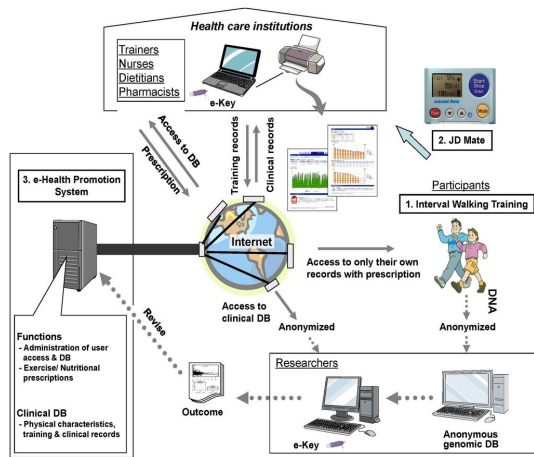 Health care institutions
Trainers
Nurses
Dietitians
Pharmacists
e-Key
Start
Stop
Mode
2. JD Mate
Access to DB
Prescription
Training records
Clinical records
3. e-Health Promotion
System
Participants
1. Interval Walking Training
Internet
Access to only their own
records with prescription
DNA
Access to
clinical DB
Anonymized
Anonymized
Revise
Functions
- Administration of user
access & DB
- Exercise/ Nutritional
prescriptions
Clinical DB
- Physical characteristics,
training & clinical records
Outcome
Researchers
e-Key
Anonymous
genomic DB